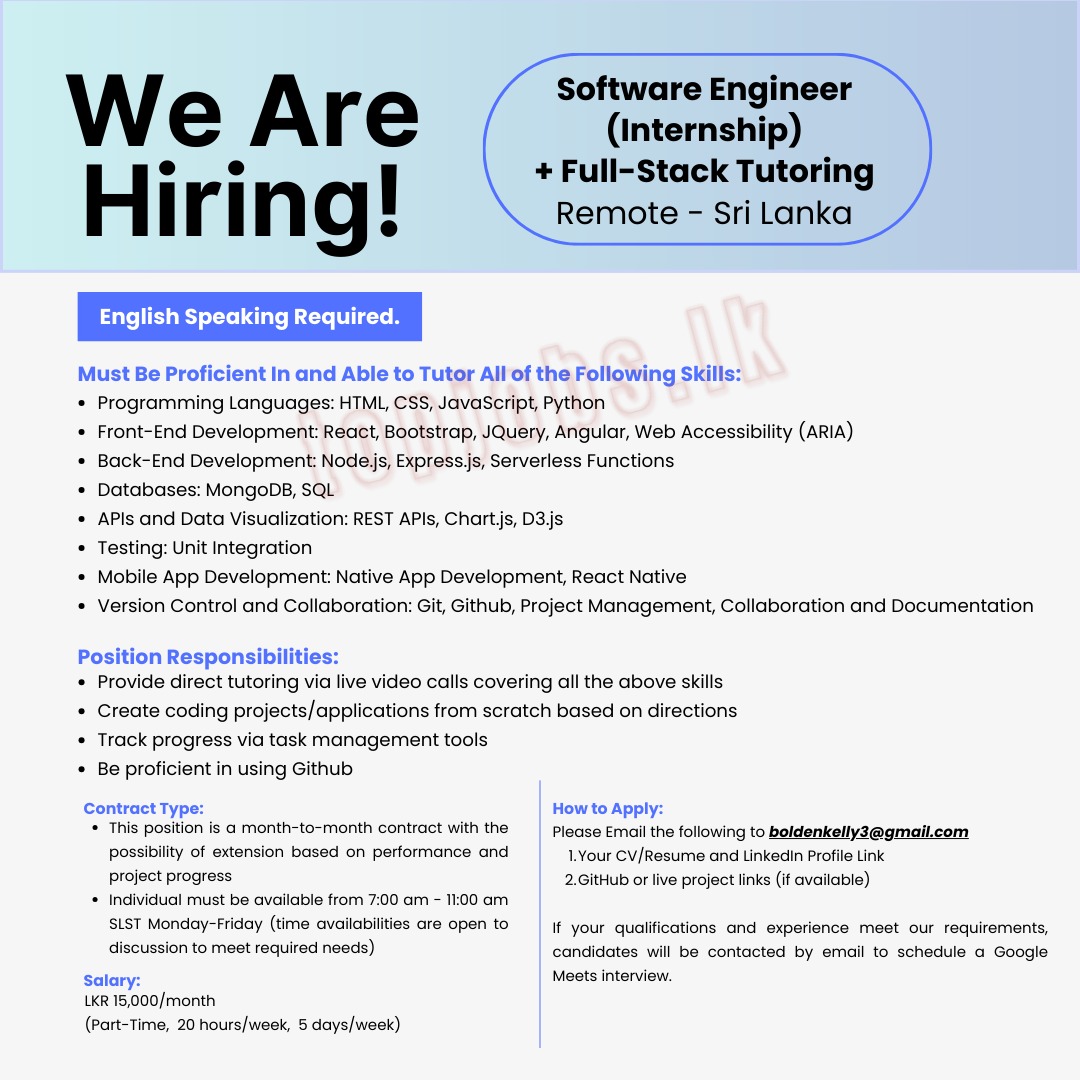 We Are
Hiring!
Software Engineer
(Internship)
+ Full-Stack Tutoring
Remote - Sri Lanka
English Speaking Required.
topjobs.lk
Must Be Proficient In and Able to Tutor All of the Following Skills:
• Programming Languages: HTML, CSS, JavaScript, Python
• Front-End Development: React, Bootstrap, JQuery, Angular, Web Accessibility (ARIA)
• Back-End Development: Node.js, Express.js, Serverless Functions
• Databases: MongoDB, SQL
• APIs and Data Visualization: REST APIs, Chart.js, D3.js
• Testing: Unit Integration
• Mobile App Development: Native App Development, React Native
• Version Control and Collaboration: Git, Github, Project Management, Collaboration and Documentation
Position Responsibilities:
• Provide direct tutoring via live video calls covering all the above skills
• Create coding projects/applications from scratch based on directions
• Track progress via task management tools
• Be proficient in using Github
Contract Type:
• This position is a month-to-month contract with the
possibility of extension based on performance and
project progress
• Individual must be available from 7:00 am - 11:00 am
SLST Monday-Friday (time availabilities are open to
discussion to meet required needs)
Salary:
LKR 15,000/month
(Part-Time, 20 hours/week, 5 days/week)
How to Apply:
Please Email the following to boldenkelly3@gmail.com
1.Your CV/Resume and LinkedIn Profile Link
2.GitHub or live project links (if available)
If your qualifications and experience meet our requirements,
candidates will be contacted by email to schedule a Google
Meets interview.